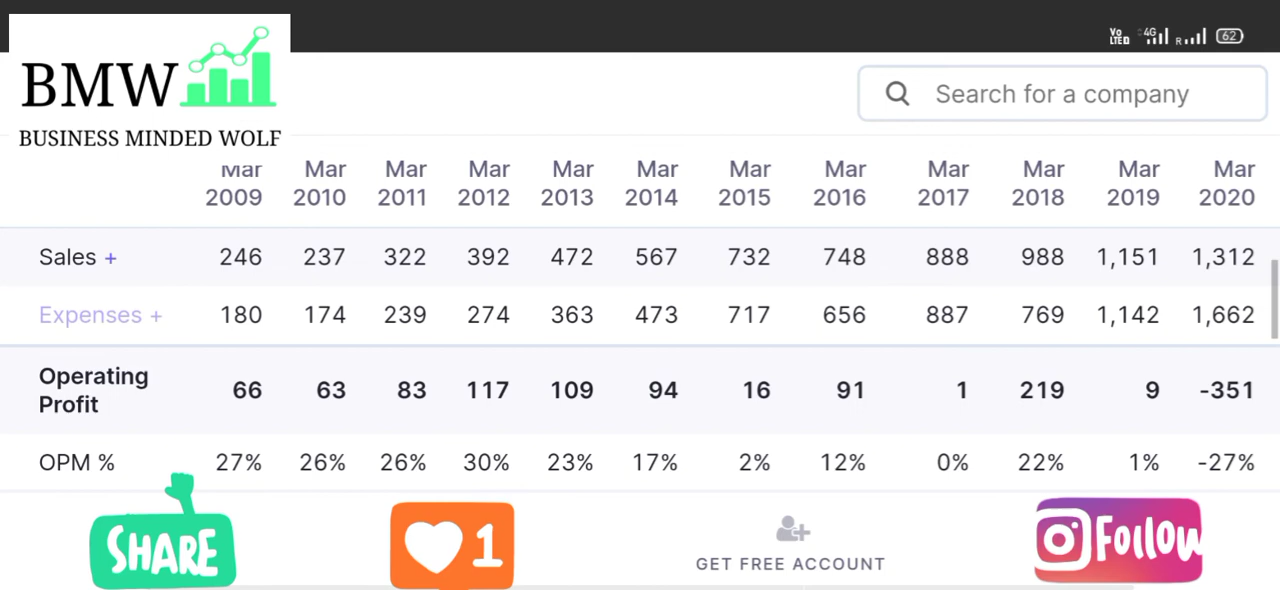 Vo LTE 4G R 62
BMW
BUSINESS MINDED WOLF
Search for a company
Mar Mar Mar Mar Mar Mar Mar Mar Mar Mar Mar Mar
2009 2010 2011 2012 2013 2014 2015 2016 2017 2018 2019 2020
Sales + 246 237 322 392 472 567 732 748 888 988 1,151 1,312
Expenses + 180 174 239 274 363 473 717 656 887 769 1,142 1,662
Operating
Profit 66 63 83 117 109 94 16 91 1 219 9 -351
OPM % 27% 26% 26% 30% 23% 17% 2% 12% 0% 22% 1% -27%
SHARE
1
GET FREE ACCOUNT
Follow